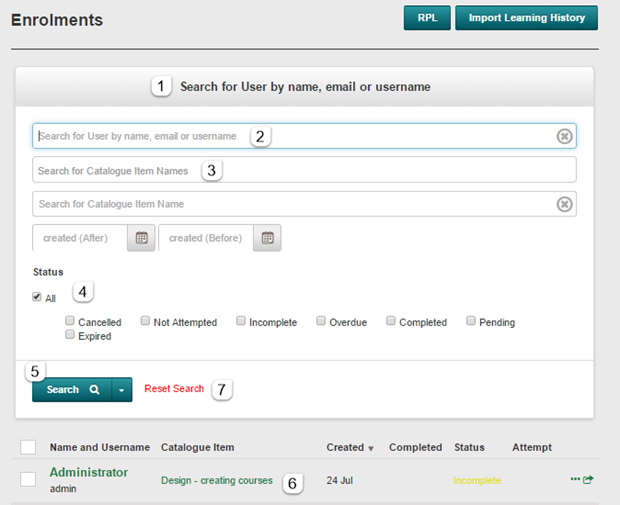 Enrolments
RPL
Import Learning History
1 Search for User by name, email or username
Search for User by name, email or username 2
Search for Catalogue Item Names 3
Search for Catalogue Item Name
created (After) created (Before)
Status
All 4
Cancelled Not Attempted Incomplete Overdue Completed Pending
Expired
5
Search Reset Search 7
Name and Username Catalogue Item Created Completed Status Attempt
Administrator
admin
Design - creating courses 6 24 Jul Incomplete